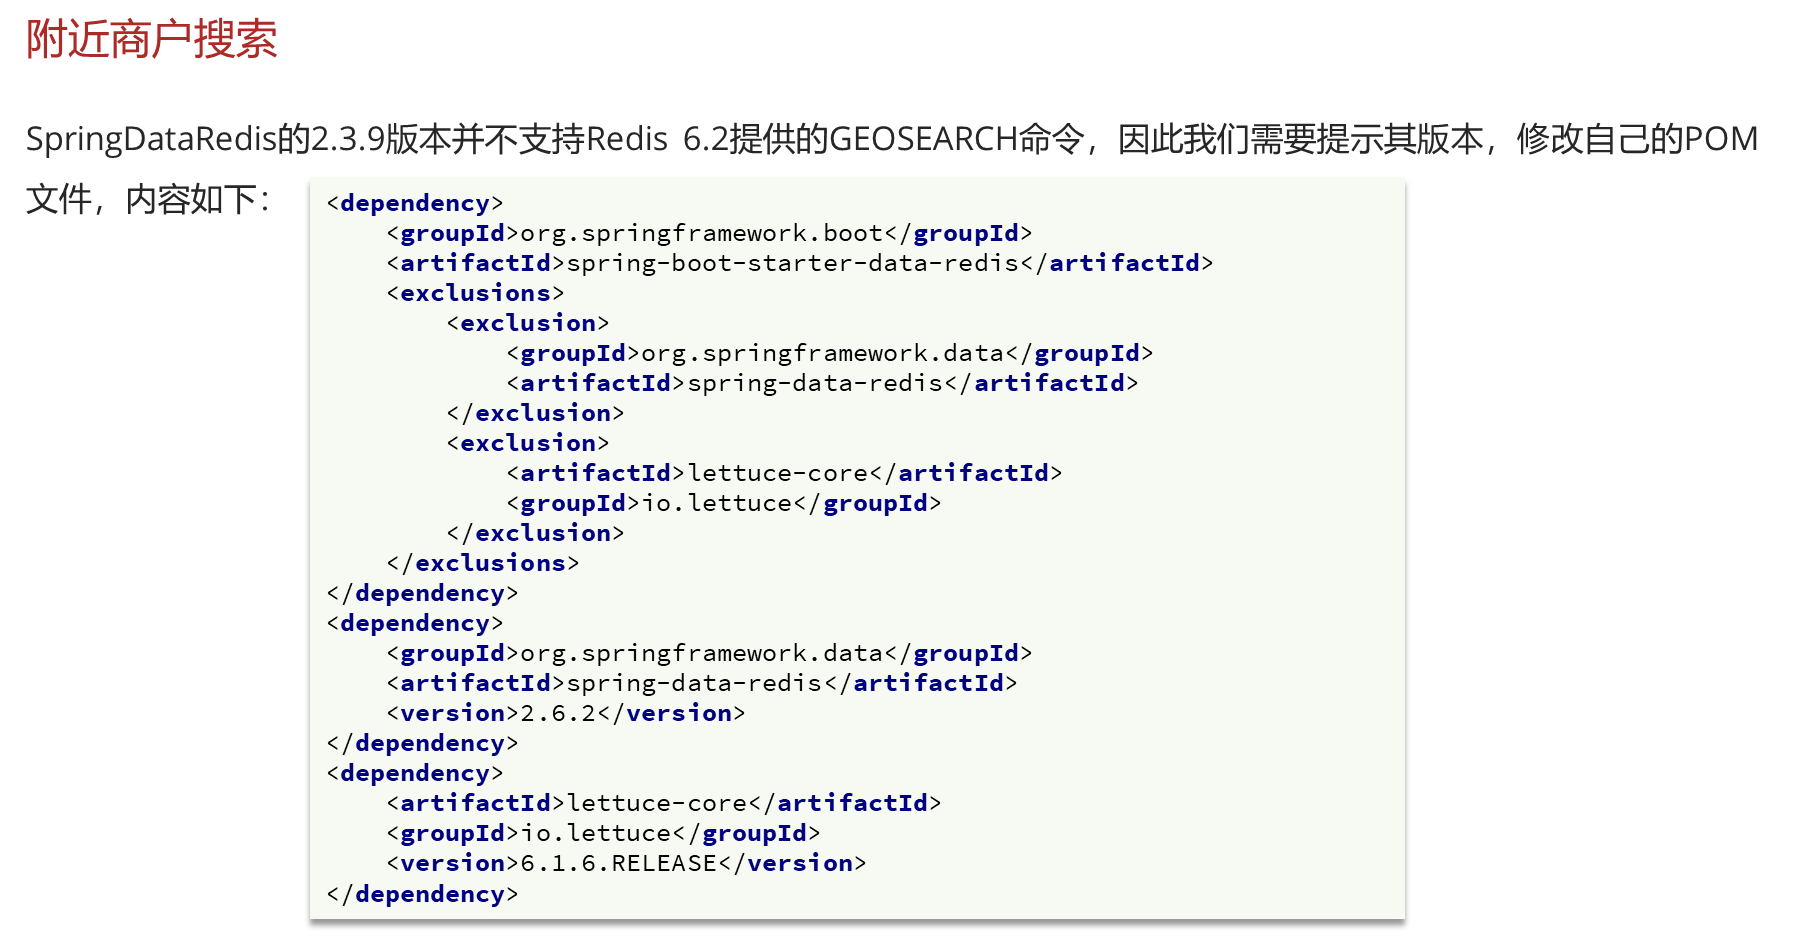 附近商户搜索
SpringDataRedis的2.3.9版本并不支持Redis 6.2提供的GEOSEARCH命令，因此我们需要提示其版本，修改自己的POM
文件，内容如下：
<dependency>
    <groupId>org.springframework.boot</groupId>
    <artifactId>spring-boot-starter-data-redis</artifactId>
    <exclusions>
        <exclusion>
            <groupId>org.springframework.data</groupId>
            <artifactId>spring-data-redis</artifactId>
        </exclusion>
        <exclusion>
            <artifactId>lettuce-core</artifactId>
            <groupId>io.lettuce</groupId>
        </exclusion>
    </exclusions>
</dependency>
<dependency>
    <groupId>org.springframework.data</groupId>
    <artifactId>spring-data-redis</artifactId>
    <version>2.6.2</version>
</dependency>
<dependency>
    <artifactId>lettuce-core</artifactId>
    <groupId>io.lettuce</groupId>
    <version>6.1.6.RELEASE</version>
</dependency>